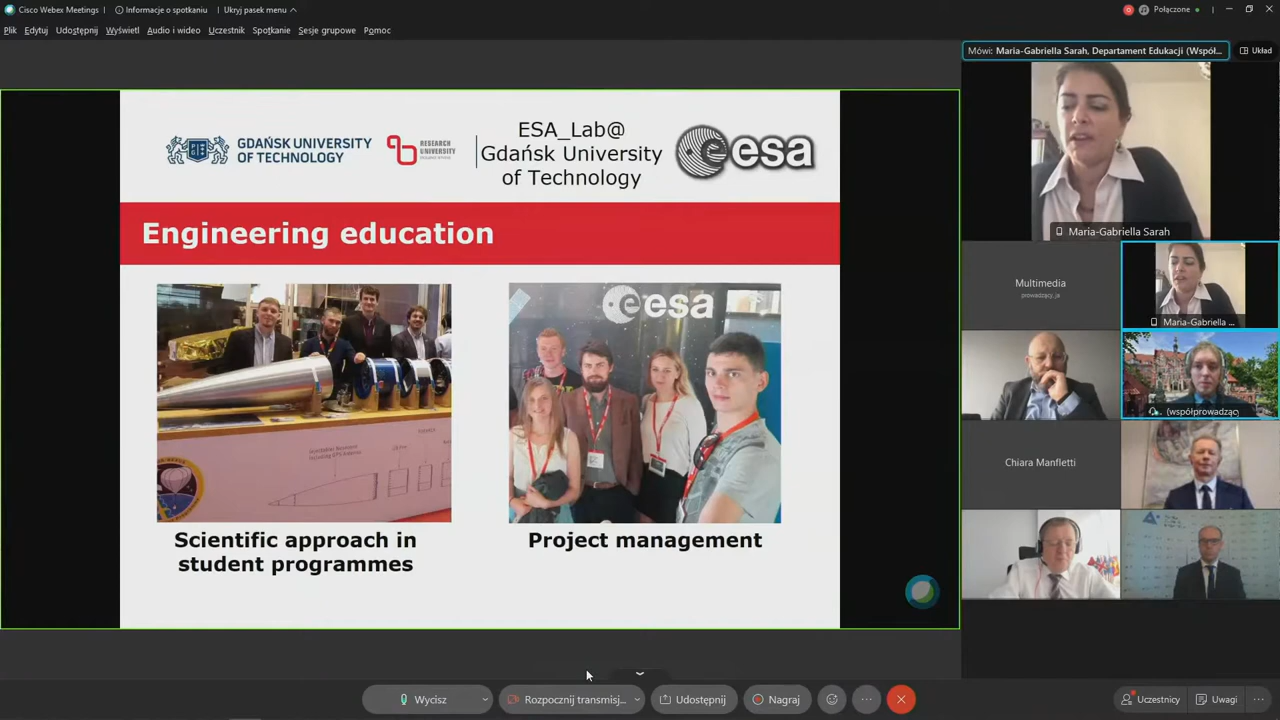 Cisco Webex Meetings
Informacje o spotkaniu
Ukryj pasek menu
Połączone
Plik
Edytuj
Udostępnij
Wyświetl
Audio i wideo
Uczestnik
Spotkanie
Sesje grupowe
Pomoc
Mówi: Maria-Gabriella Sarah, Departament Edukacji (Współ...
Układ
GDAŃSK UNIVERSITY
OF TECHNOLOGY
RESEARCH
UNIVERSITY
ESA_Lab@
Gdańsk University
of Technology
esa
Engineering education
esa
Scientific approach in
student programmes
Project management
Maria-Gabriella Sarah
Multimedia
prowadzący, ja
Maria-Gabriella ...
... (współprowadzący
Chiara Manfletti
Wycisz
Rozpocznij transmisj...
Udostępnij
Nagraj
Uczestnicy
Uwagi